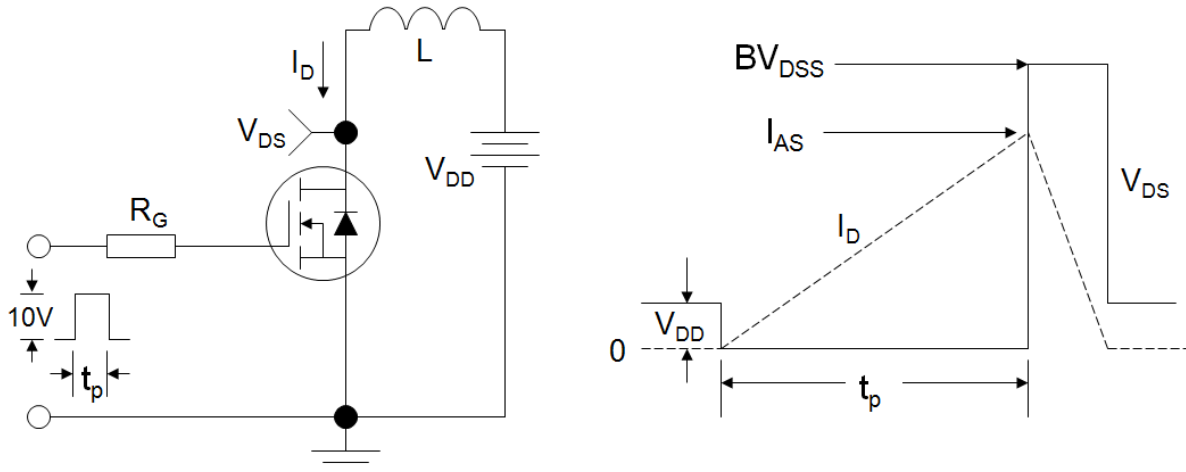 I_D
L
V_DS
V_DD
R_G
10V
t_p
BV_DSS
I_AS
V_DS
I_D
V_DD
0
t_p